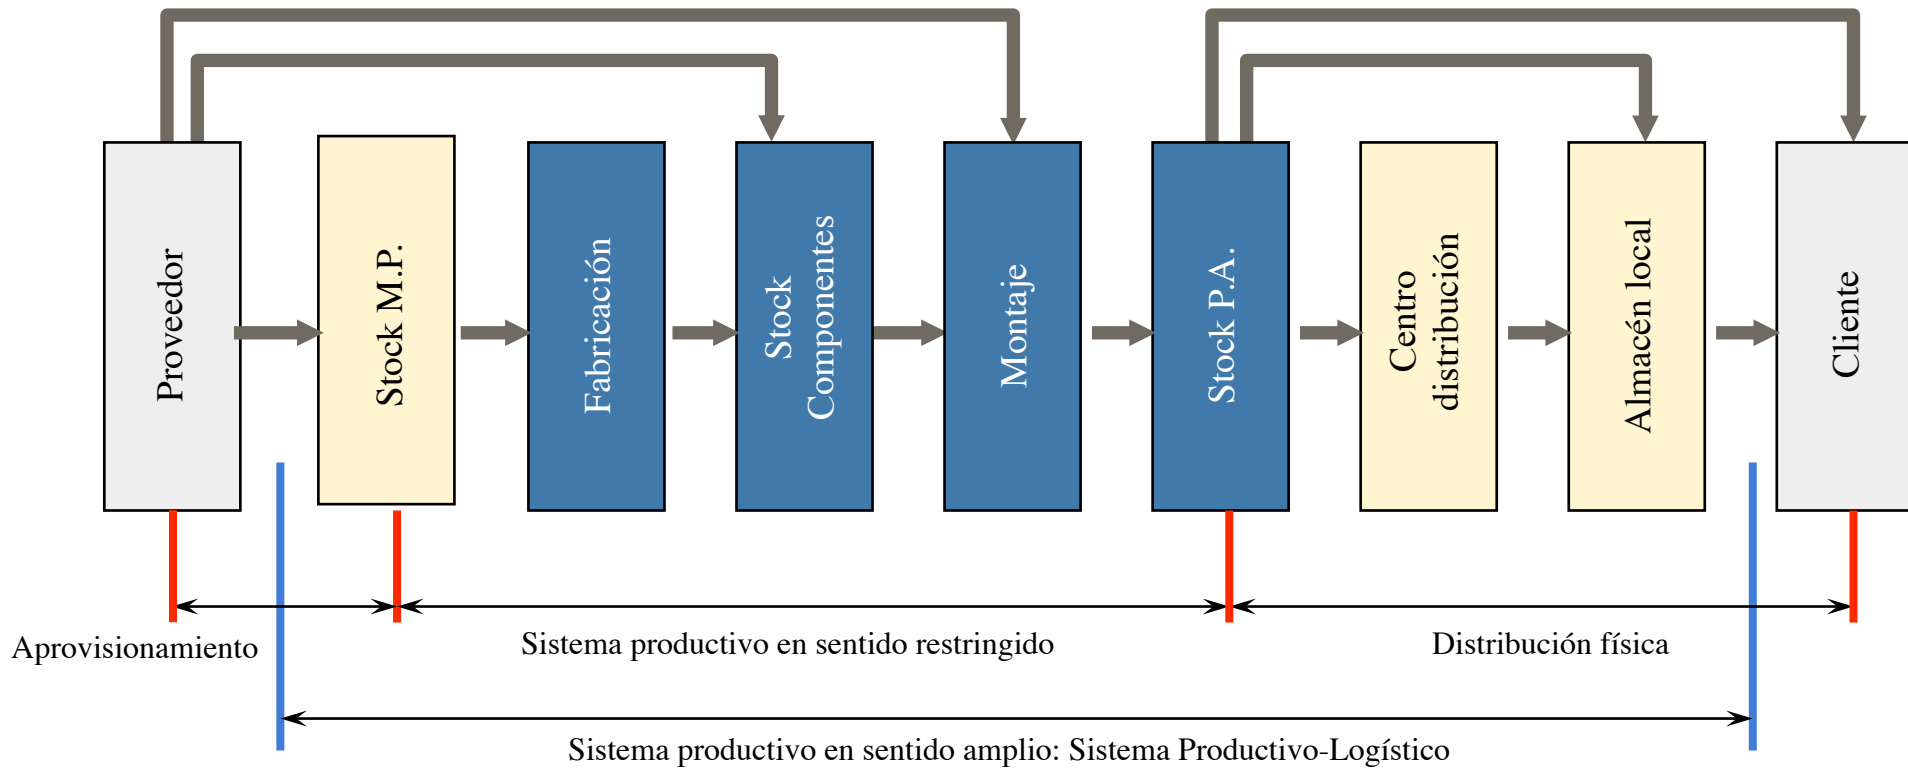 Proveedor
Stock M.P.
Fabricación
Stock
Componentes
Montaje
Stock P.A.
Centro
distribución
Almacén local
Cliente
Aprovisionamiento
Sistema productivo en sentido restringido
Distribución física
Sistema productivo en sentido amplio: Sistema Productivo-Logístico